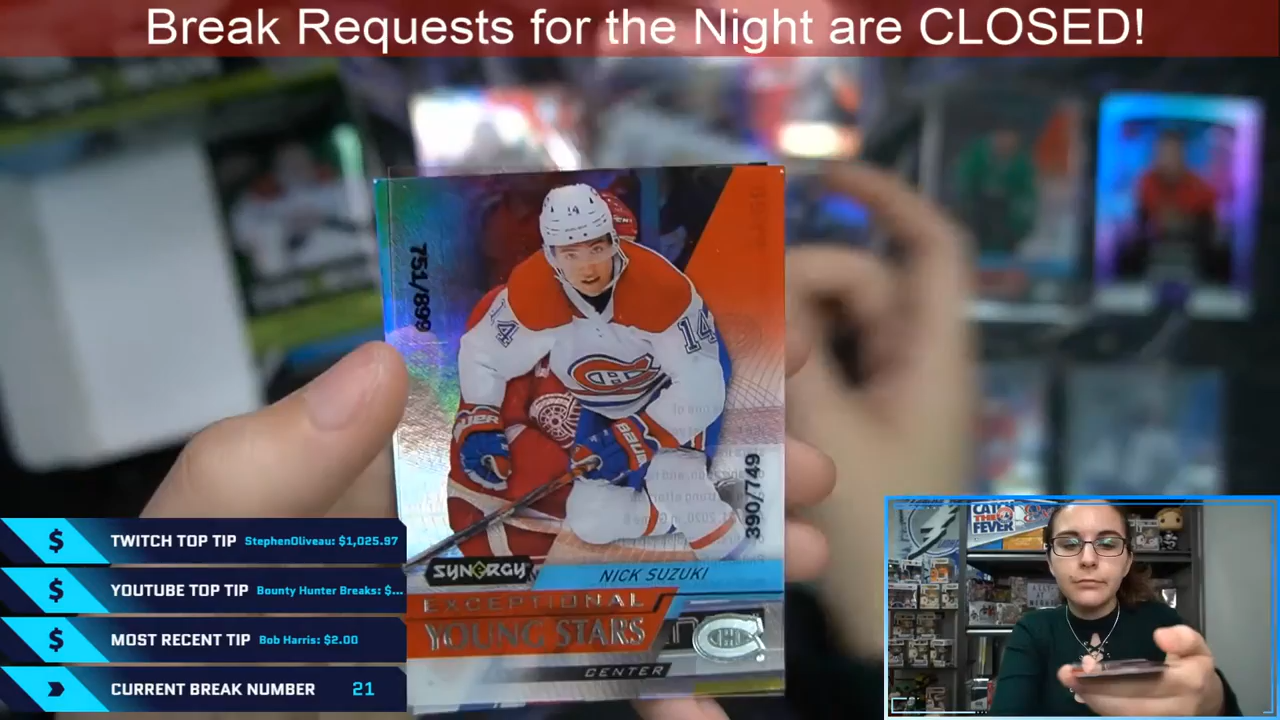 Break Requests for the Night are CLOSED!
751/899
14
14
390/749
SYNERGY
NICK SUZUKI
EXCEPTIONAL
YOUNG STARS
CENTER
$ TWITCH TOP TIP StephenOliveau: $1,025.97
$ YOUTUBE TOP TIP Bounty Hunter Breaks: $...
$ MOST RECENT TIP Bob Harris: $2.00
CURRENT BREAK NUMBER 21
CATCH
THE
FEVER